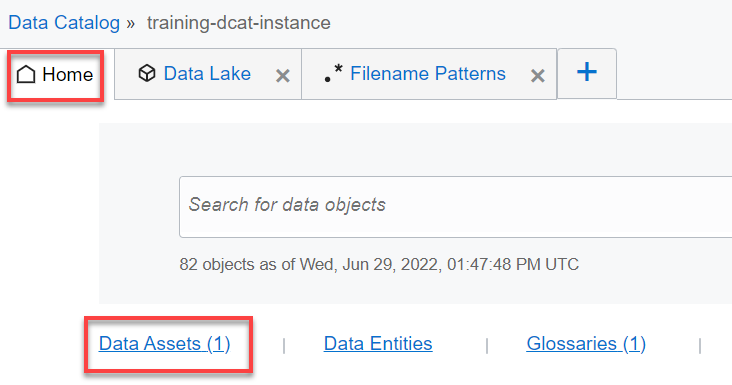 Data Catalog » training-dcat-instance
Home Data Lake × .* Filename Patterns × +
Search for data objects
82 objects as of Wed, Jun 29, 2022, 01:47:48 PM UTC
Data Assets (1) | Data Entities | Glossaries (1) |